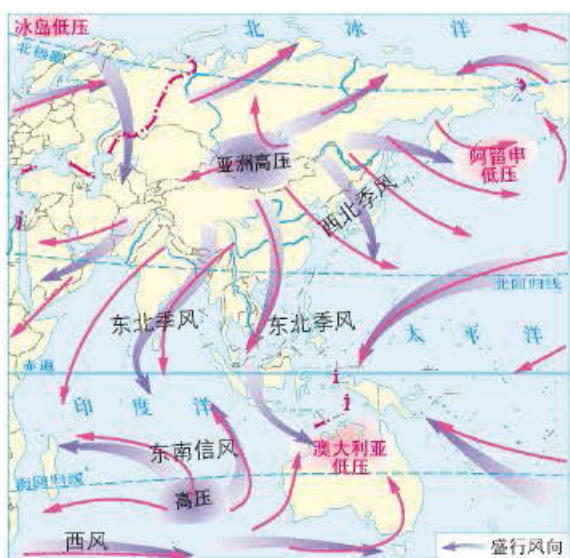 冰岛低压
北冰洋
北极圈
亚洲高压
阿留申
低压
西北季风
北回归线
东北季风
东北季风
太平洋
赤道
印度洋
东南信风
澳大利亚
低压
南回归线
高压
西风
盛行风向